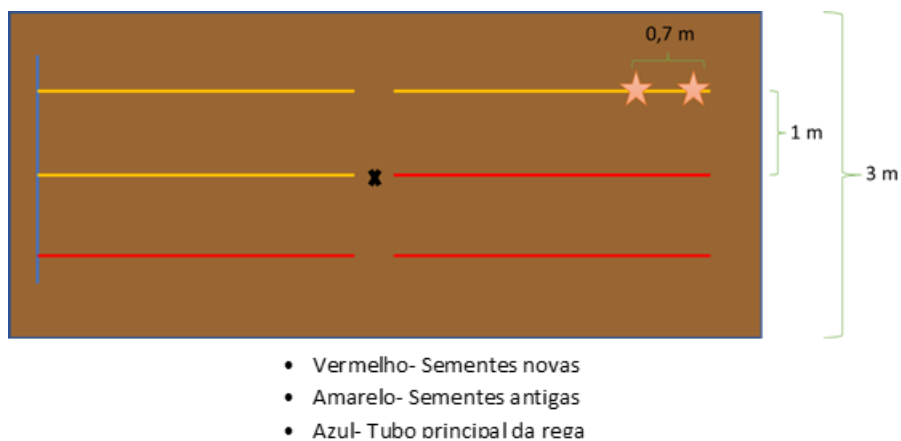 0,7 m
1 m
3 m
• Vermelho- Sementes novas
• Amarelo- Sementes antigas
• Azul- Tubo principal da rega